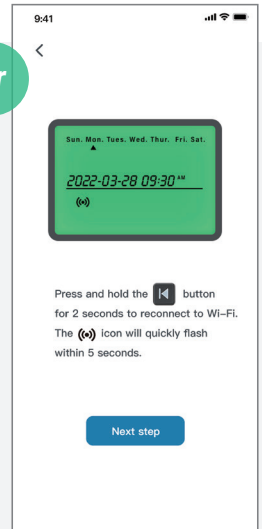 9:41
r
Sun. Mon. Tues. Wed. Thur. Fri. Sat.
2022-03-28 09:30 AM
Press and hold the button
for 2 seconds to reconnect to Wi-Fi.
The icon will quickly flash
within 5 seconds.
Next step